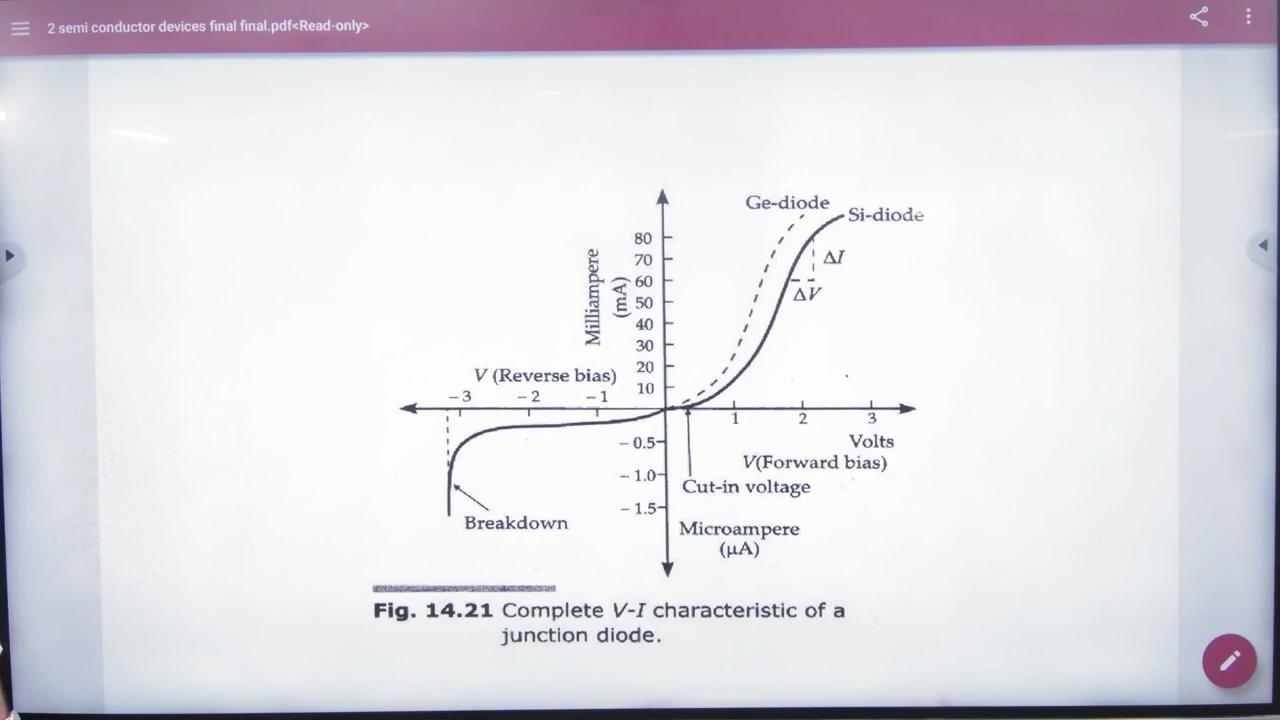 2 semi conductor devices final final.pdf<Read-only>
Ge-diode
Si-diode
80
70
60
50
40
30
20
10
Milliampere
(mA)
ΔI
ΔV
V (Reverse bias)
– 3
– 2
– 1
1
2
3
Volts
V(Forward bias)
– 0.5
– 1.0
– 1.5
Cut-in voltage
Breakdown
Microampere
(μA)
Fig. 14.21 Complete V-I characteristic of a
junction diode.